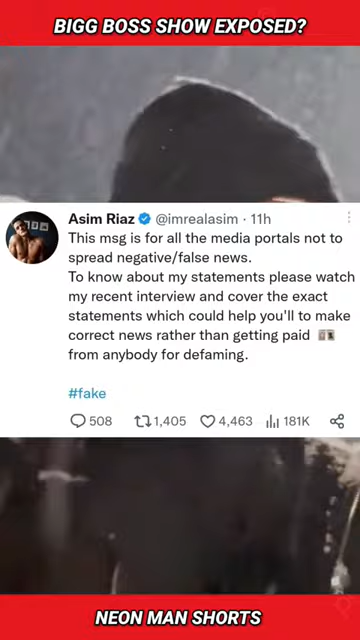 BIGG BOSS SHOW EXPOSED?
Asim Riaz @imrealasim · 11h
This msg is for all the media portals not to
spread negative/false news.
To know about my statements please watch
my recent interview and cover the exact
statements which could help you'll to make
correct news rather than getting paid
from anybody for defaming.
#fake
508 1,405 4,463 181K
NEON MAN SHORTS